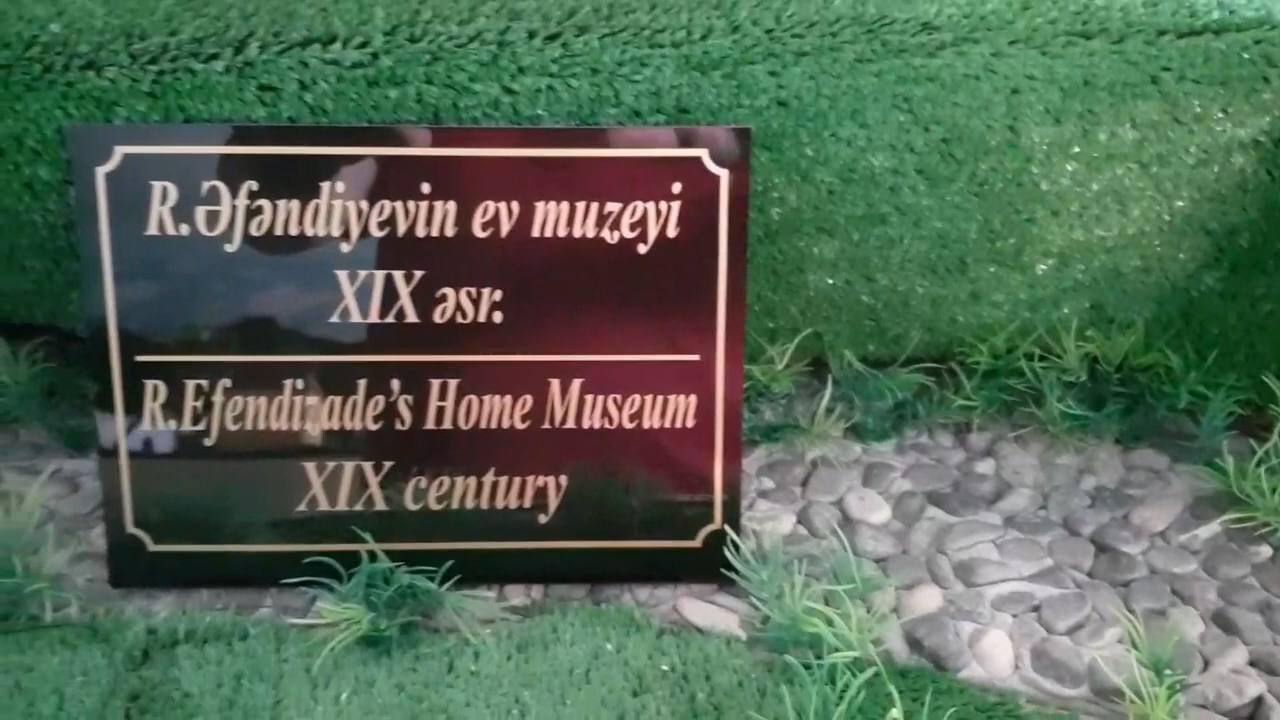 R.Əfəndiyevin ev muzeyi
XIX əsr.
R.Efendizade's Home Museum
XIX century